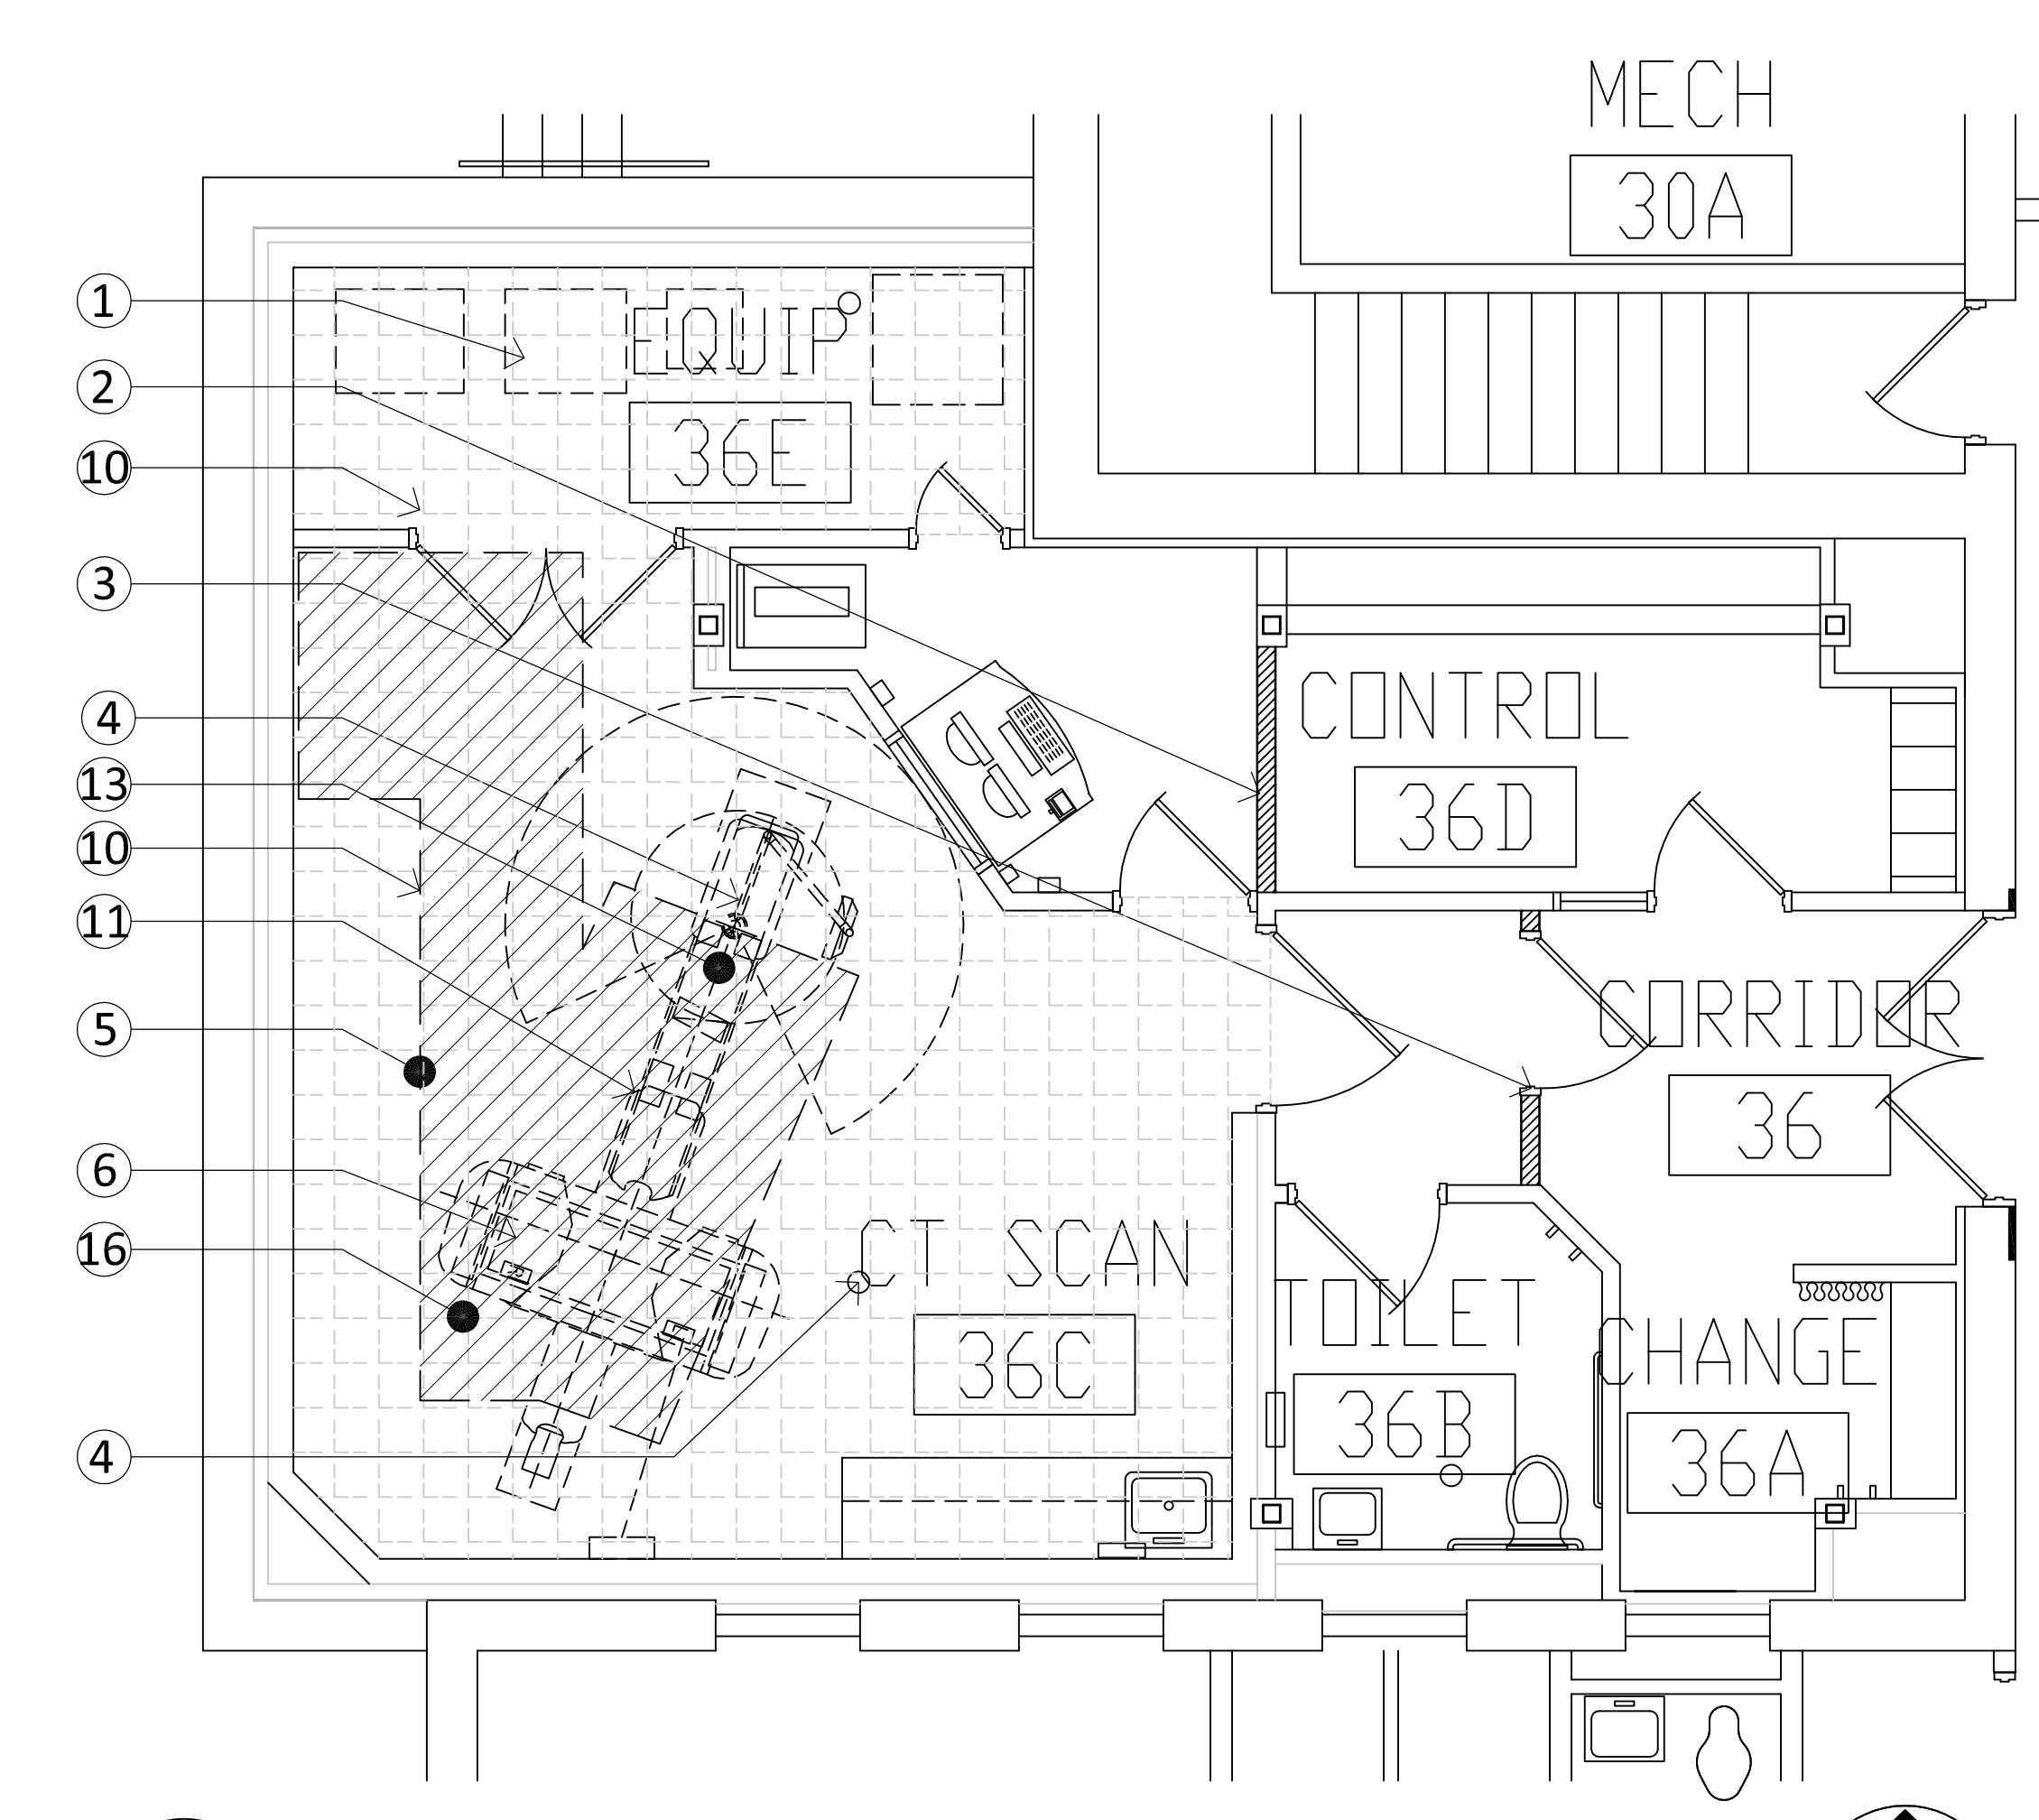 MECH
30A
1
EQUIP
2
36E
10
3
CONTROL
4
13
36D
10
11
CORRIDOR
5
36
6
CT SCAN
16
TOILET
CHANGE
36C
36B
36A
4